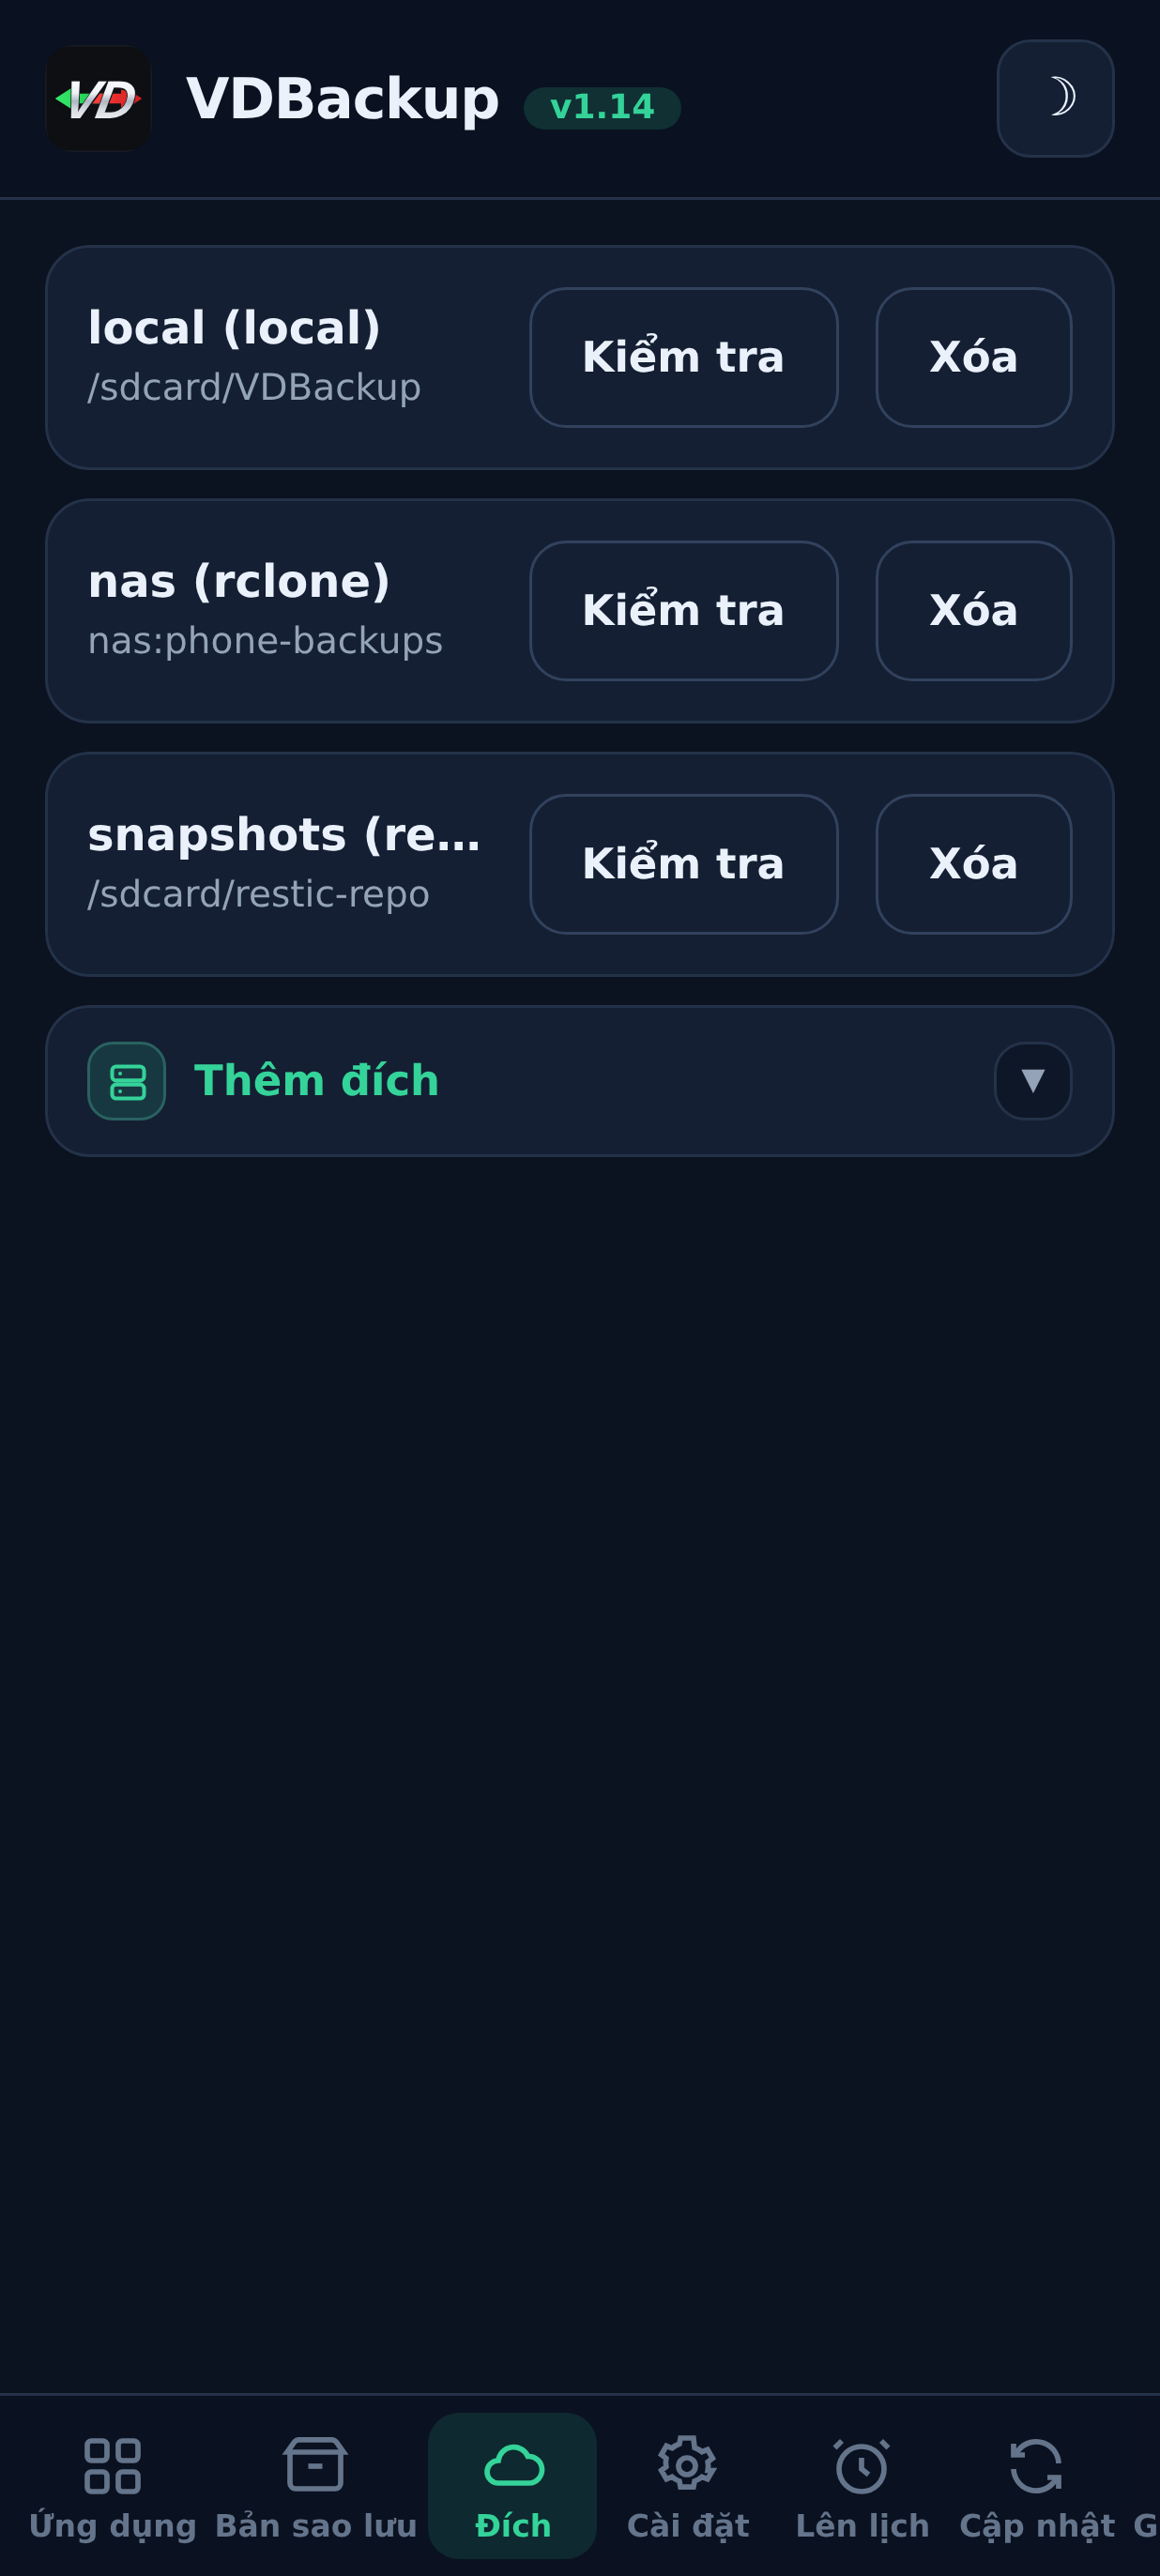 VD
VDBackup v1.14
local (local)
/sdcard/VDBackup
Kiểm tra
Xóa
nas (rclone)
nas:phone-backups
Kiểm tra
Xóa
snapshots (re…
/sdcard/restic-repo
Kiểm tra
Xóa
Thêm đích
Ứng dụng
Bản sao lưu
Đích
Cài đặt
Lên lịch
Cập nhật
G